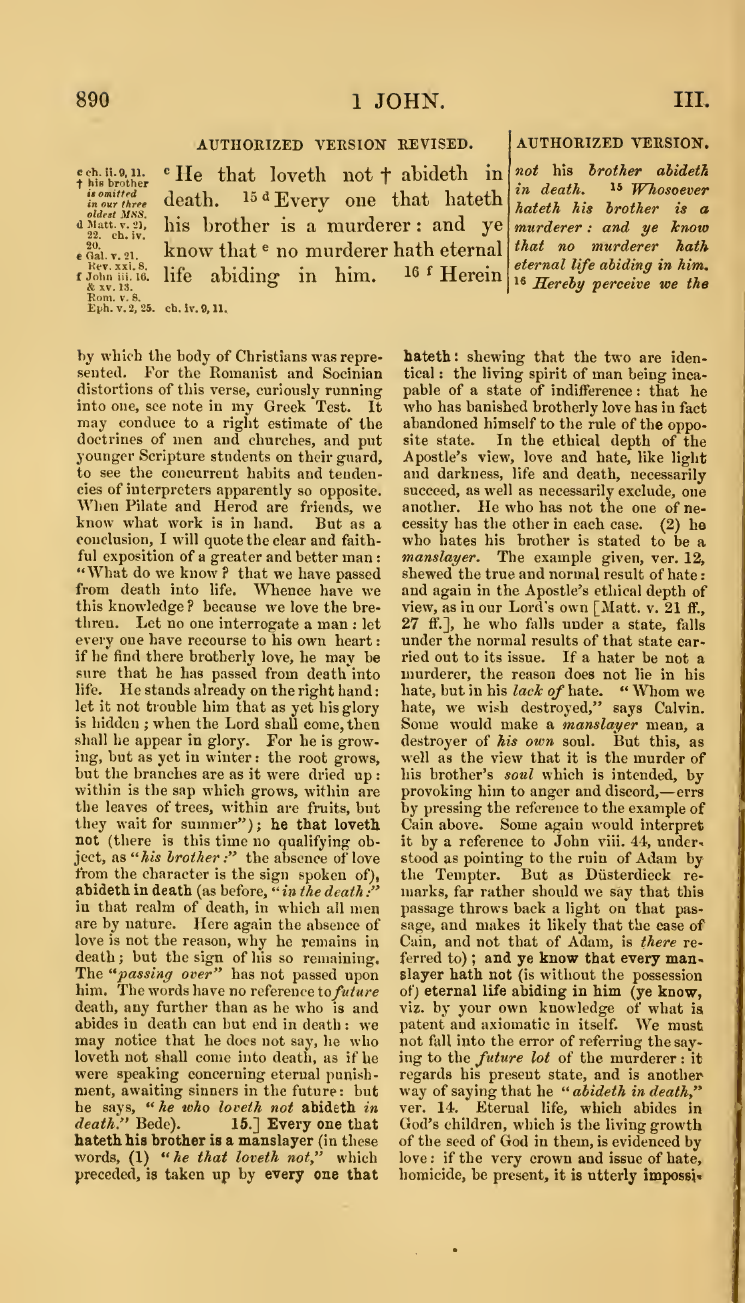 890
1 JOHN.
III.
AUTHORIZED VERSION REVISED.
c ch. ii. 9, 11.
† his brother
is omitted
in our three
oldest MSS.
d Matt. v. 21,
22. ch. iv.
20.
e Gal. v. 21.
Rev. xxi. 8.
f John iii. 16.
& xv. 13.
Rom. v. 8.
Eph. v. 2, 25. ch. iv. 9, 11.
c He that loveth not † abideth in
death. 15 d Every one that hateth
his brother is a murderer : and ye
know that e no murderer hath eternal
life abiding in him. 16 f Herein
AUTHORIZED VERSION.
not his brother abideth
in death. 15 Whosoever
hateth his brother is a
murderer : and ye know
that no murderer hath
eternal life abiding in him.
16 Hereby perceive we the
by which the body of Christians was repre-
sented. For the Romanist and Socinian
distortions of this verse, curiously running
into one, see note in my Greek Test. It
may conduce to a right estimate of the
doctrines of men and churches, and put
younger Scripture students on their guard,
to see the concurrent habits and tenden-
cies of interpreters apparently so opposite.
When Pilate and Herod are friends, we
know what work is in hand. But as a
conclusion, I will quote the clear and faith-
ful exposition of a greater and better man :
“What do we know ? that we have passed
from death into life. Whence have we
this knowledge ? because we love the bre-
thren. Let no one interrogate a man : let
every one have recourse to his own heart :
if he find there brotherly love, he may be
sure that he has passed from death into
life. He stands already on the right hand :
let it not trouble him that as yet his glory
is hidden ; when the Lord shall come, then
shall he appear in glory. For he is grow-
ing, but as yet in winter : the root grows,
but the branches are as it were dried up :
within is the sap which grows, within are
the leaves of trees, within are fruits, but
they wait for summer”); he that loveth
not (there is this time no qualifying ob-
ject, as “his brother :” the absence of love
from the character is the sign spoken of),
abideth in death (as before, “in the death :”
in that realm of death, in which all men
are by nature. Here again the absence of
love is not the reason, why he remains in
death ; but the sign of his so remaining.
The “passing over” has not passed upon
him. The words have no reference to future
death, any further than as he who is and
abides in death can but end in death : we
may notice that he does not say, he who
loveth not shall come into death, as if he
were speaking concerning eternal punish-
ment, awaiting sinners in the future : but
he says, “he who loveth not abideth in
death.” Bede). 15.] Every one that
hateth his brother is a manslayer (in these
words, (1) “he that loveth not,” which
preceded, is taken up by every one that
hateth : shewing that the two are iden-
tical : the living spirit of man being inca-
pable of a state of indifference : that he
who has banished brotherly love has in fact
abandoned himself to the rule of the oppo-
site state. In the ethical depth of the
Apostle’s view, love and hate, like light
and darkness, life and death, necessarily
succeed, as well as necessarily exclude, one
another. He who has not the one of ne-
cessity has the other in each case. (2) he
who hates his brother is stated to be a
manslayer. The example given, ver. 12,
shewed the true and normal result of hate :
and again in the Apostle’s ethical depth of
view, as in our Lord’s own [Matt. v. 21 ff.,
27 ff.], he who falls under a state, falls
under the normal results of that state car-
ried out to its issue. If a hater be not a
murderer, the reason does not lie in his
hate, but in his lack of hate. “ Whom we
hate, we wish destroyed,” says Calvin.
Some would make a manslayer mean, a
destroyer of his own soul. But this, as
well as the view that it is the murder of
his brother’s soul which is intended, by
provoking him to anger and discord,—errs
by pressing the reference to the example of
Cain above. Some again would interpret
it by a reference to John viii. 44, under-
stood as pointing to the ruin of Adam by
the Tempter. But as Düsterdieck re-
marks, far rather should we say that this
passage throws back a light on that pas-
sage, and makes it likely that the case of
Cain, and not that of Adam, is there re-
ferred to) ; and ye know that every man-
slayer hath not (is without the possession
of) eternal life abiding in him (ye know,
viz. by your own knowledge of what is
patent and axiomatic in itself. We must
not fall into the error of referring the say-
ing to the future lot of the murderer : it
regards his present state, and is another
way of saying that he “abideth in death,”
ver. 14. Eternal life, which abides in
God’s children, which is the living growth
of the seed of God in them, is evidenced by
love : if the very crown and issue of hate,
homicide, be present, it is utterly impossi-